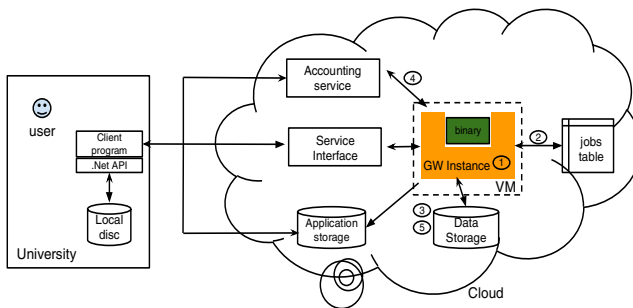 user
Client
program
.Net API
Local
disc
University
Accounting
service
Service
Interface
Application
storage
4
binary
GW Instance 1
VM
2
jobs
table
3
5
Data
Storage
Cloud